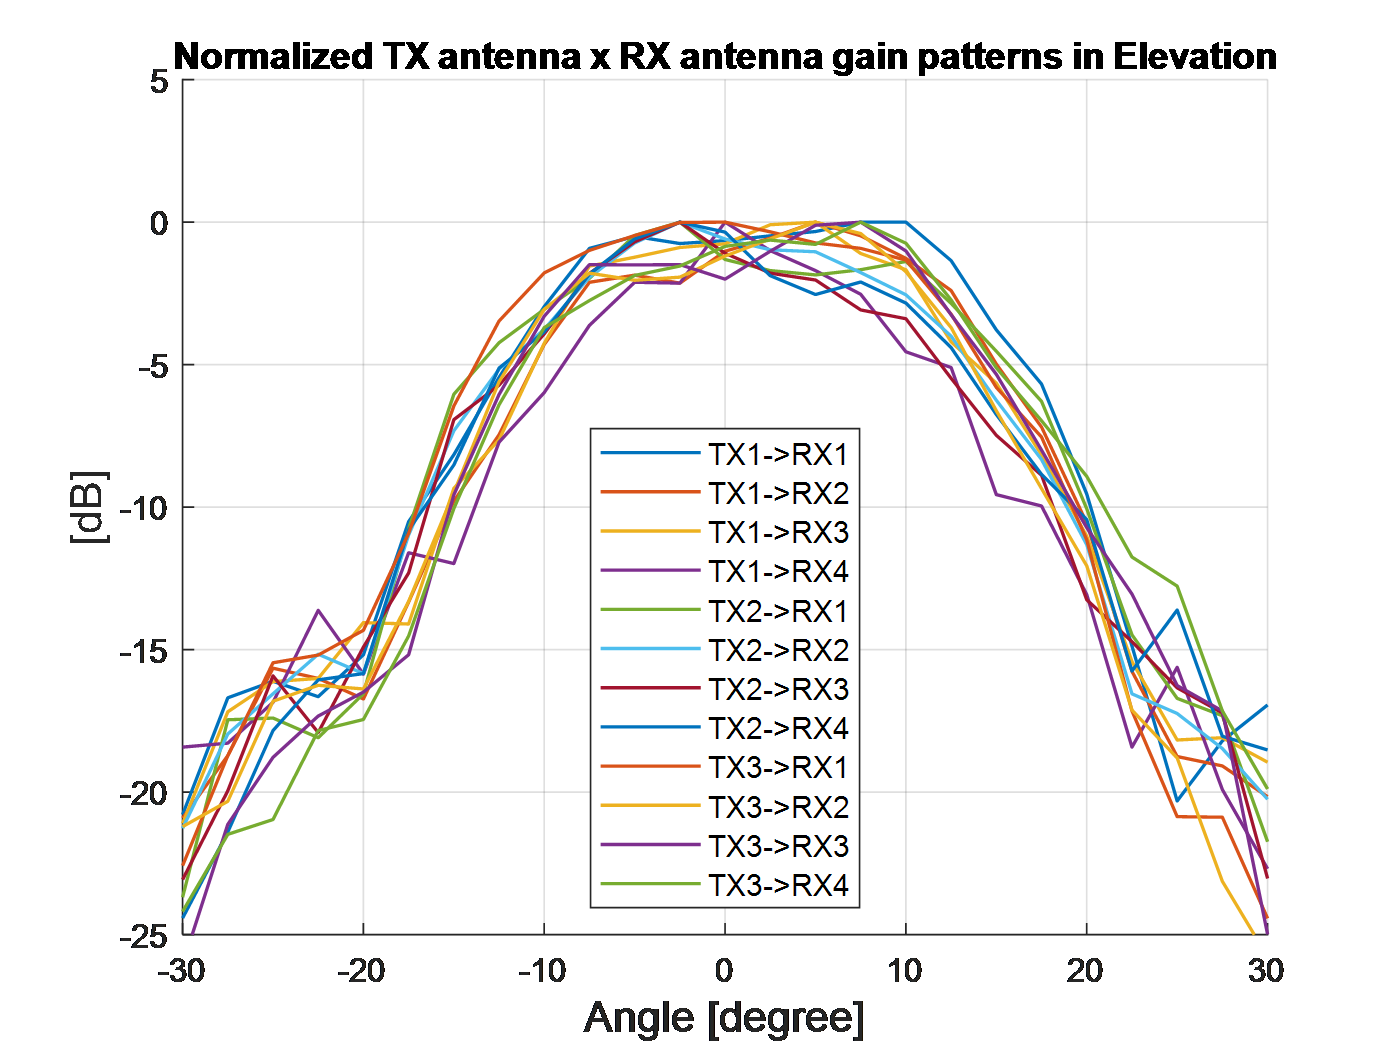 Normalized TX antenna x RX antenna gain patterns in Elevation
5
0
-5
-10
-15
-20
-25
[dB]
TX1->RX1
TX1->RX2
TX1->RX3
TX1->RX4
TX2->RX1
TX2->RX2
TX2->RX3
TX2->RX4
TX3->RX1
TX3->RX2
TX3->RX3
TX3->RX4
-30 -20 -10 0 10 20 30
Angle [degree]